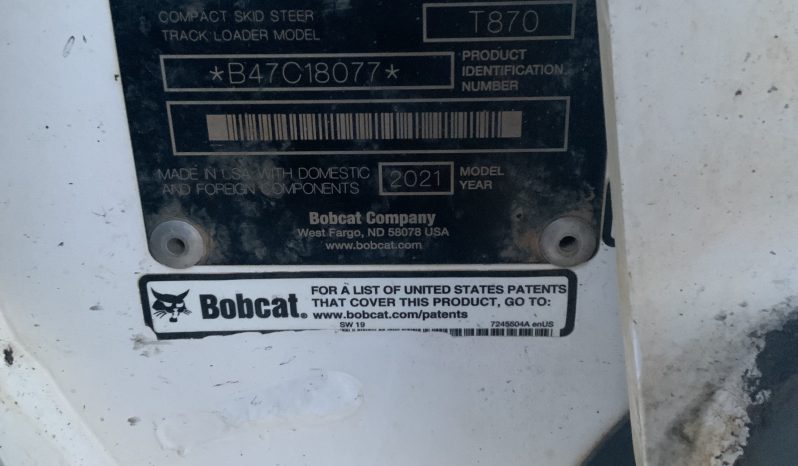 COMPACT SKID STEER
TRACK LOADER MODEL
T870
*B47C18077*
PRODUCT
IDENTIFICATION
NUMBER
MADE IN USA WITH DOMESTIC
AND FOREIGN COMPONENTS
2021
MODEL
YEAR
Bobcat Company
West Fargo, ND 58078 USA
www.bobcat.com
Bobcat.
FOR A LIST OF UNITED STATES PATENTS
THAT COVER THIS PRODUCT, GO TO:
www.bobcat.com/patents
SW 19
7245504A enUS